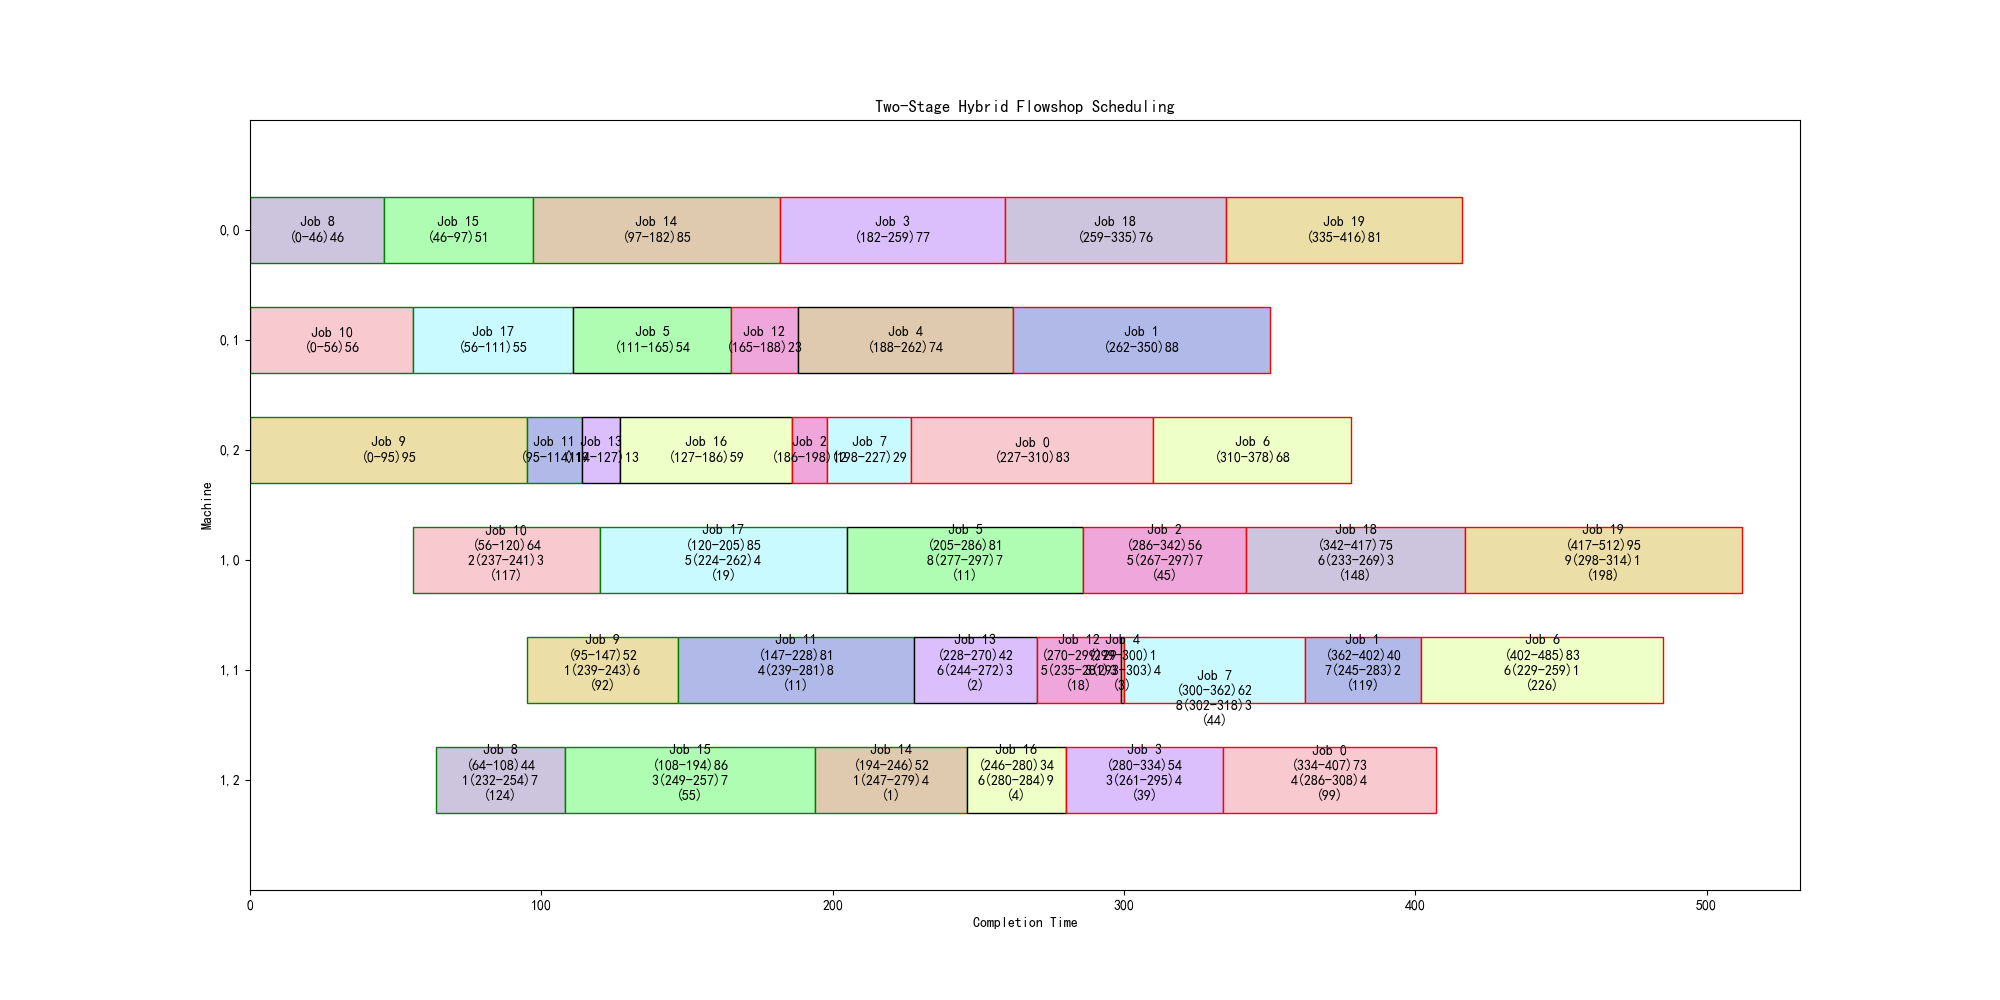 Two-Stage Hybrid Flowshop Scheduling
0,0
Job 8
(0-46)46
Job 15
(46-97)51
Job 14
(97-182)85
Job 3
(182-259)77
Job 18
(259-335)76
Job 19
(335-416)81
0,1
Job 10
(0-56)56
Job 17
(56-111)55
Job 5
(111-165)54
Job 12
(165-188)23
Job 4
(188-262)74
Job 1
(262-350)88
0,2
Job 9
(0-95)95
Job 11
(95-114)19
Job 13
(114-127)13
Job 16
(127-186)59
Job 2
(186-198)12
Job 7
(198-227)29
Job 0
(227-310)83
Job 6
(310-378)68
Machine
1,0
Job 10
(56-120)64
2(237-241)3
(117)
Job 17
(120-205)85
5(224-262)4
(19)
Job 5
(205-286)81
8(277-297)7
(11)
Job 2
(286-342)56
5(267-297)7
(45)
Job 18
(342-417)75
6(233-269)3
(148)
Job 19
(417-512)95
9(298-314)1
(198)
1,1
Job 9
(95-147)52
1(239-243)6
(92)
Job 11
(147-228)81
4(239-281)8
(11)
Job 13
(228-270)42
6(244-272)3
(2)
Job 12
(270-299)29
(18)
Job 4
(299-300)1
(3)
Job 7
(300-362)62
8(302-318)3
(44)
Job 1
(362-402)40
7(245-283)2
(119)
Job 6
(402-485)83
6(229-259)1
(226)
1,2
Job 8
(64-108)44
1(232-254)7
(124)
Job 15
(108-194)86
3(249-257)7
(55)
Job 14
(194-246)52
1(247-279)4
(1)
Job 16
(246-280)34
6(280-284)9
(4)
Job 3
(280-334)54
3(261-295)4
(39)
Job 0
(334-407)73
4(286-308)4
(99)
0
100
200
300
400
500
Completion Time